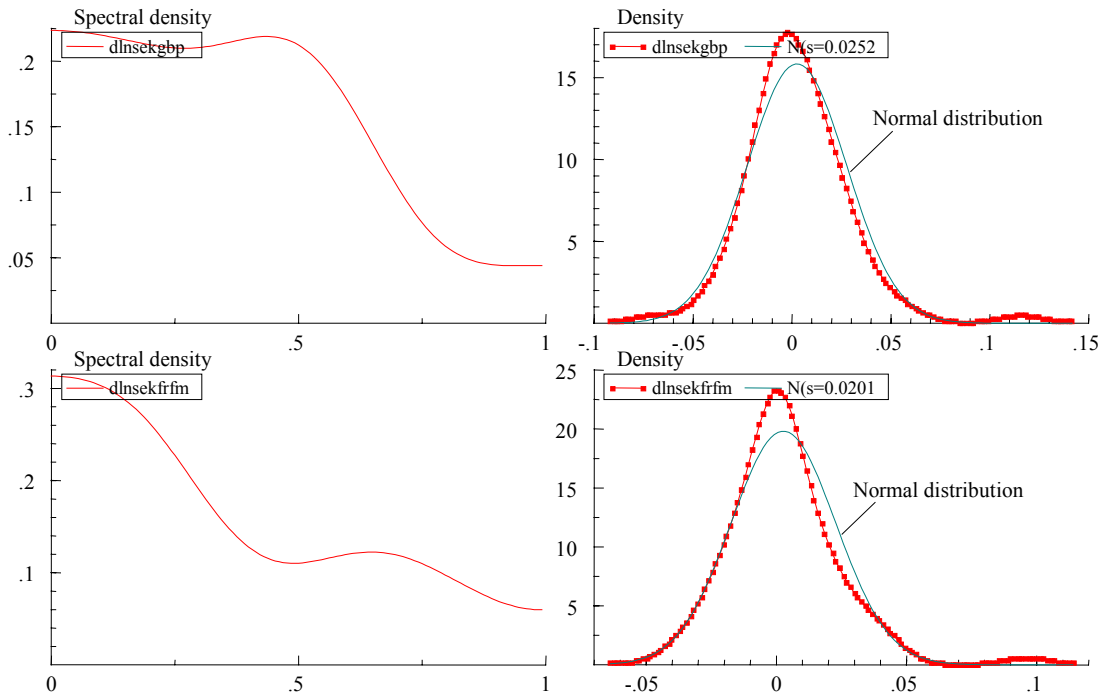 Spectral density
dlnsekgbp
.2
.15
.1
.05
0 .5 1
Density
dlnsekgbp N(s=0.0252
Normal distribution
15
10
5
-.1 -.05 0 .05 .1 .15
Spectral density
dlnsekfrfm
.3
.2
.1
0 .5 1
Density
dlnsekfrfm N(s=0.0201
Normal distribution
25
20
15
10
5
-.05 0 .05 .1